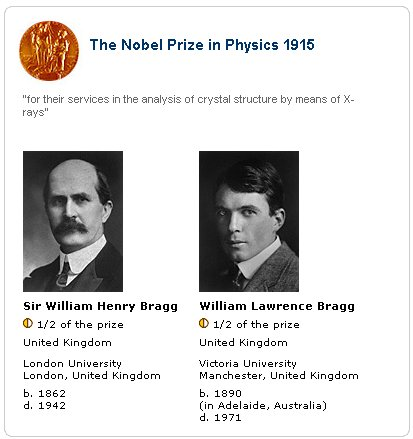 The Nobel Prize in Physics 1915
"for their services in the analysis of crystal structure by means of X-
rays"
Sir William Henry Bragg
1/2 of the prize
United Kingdom
London University
London, United Kingdom
b. 1862
d. 1942
William Lawrence Bragg
1/2 of the prize
United Kingdom
Victoria University
Manchester, United Kingdom
b. 1890
(in Adelaide, Australia)
d. 1971